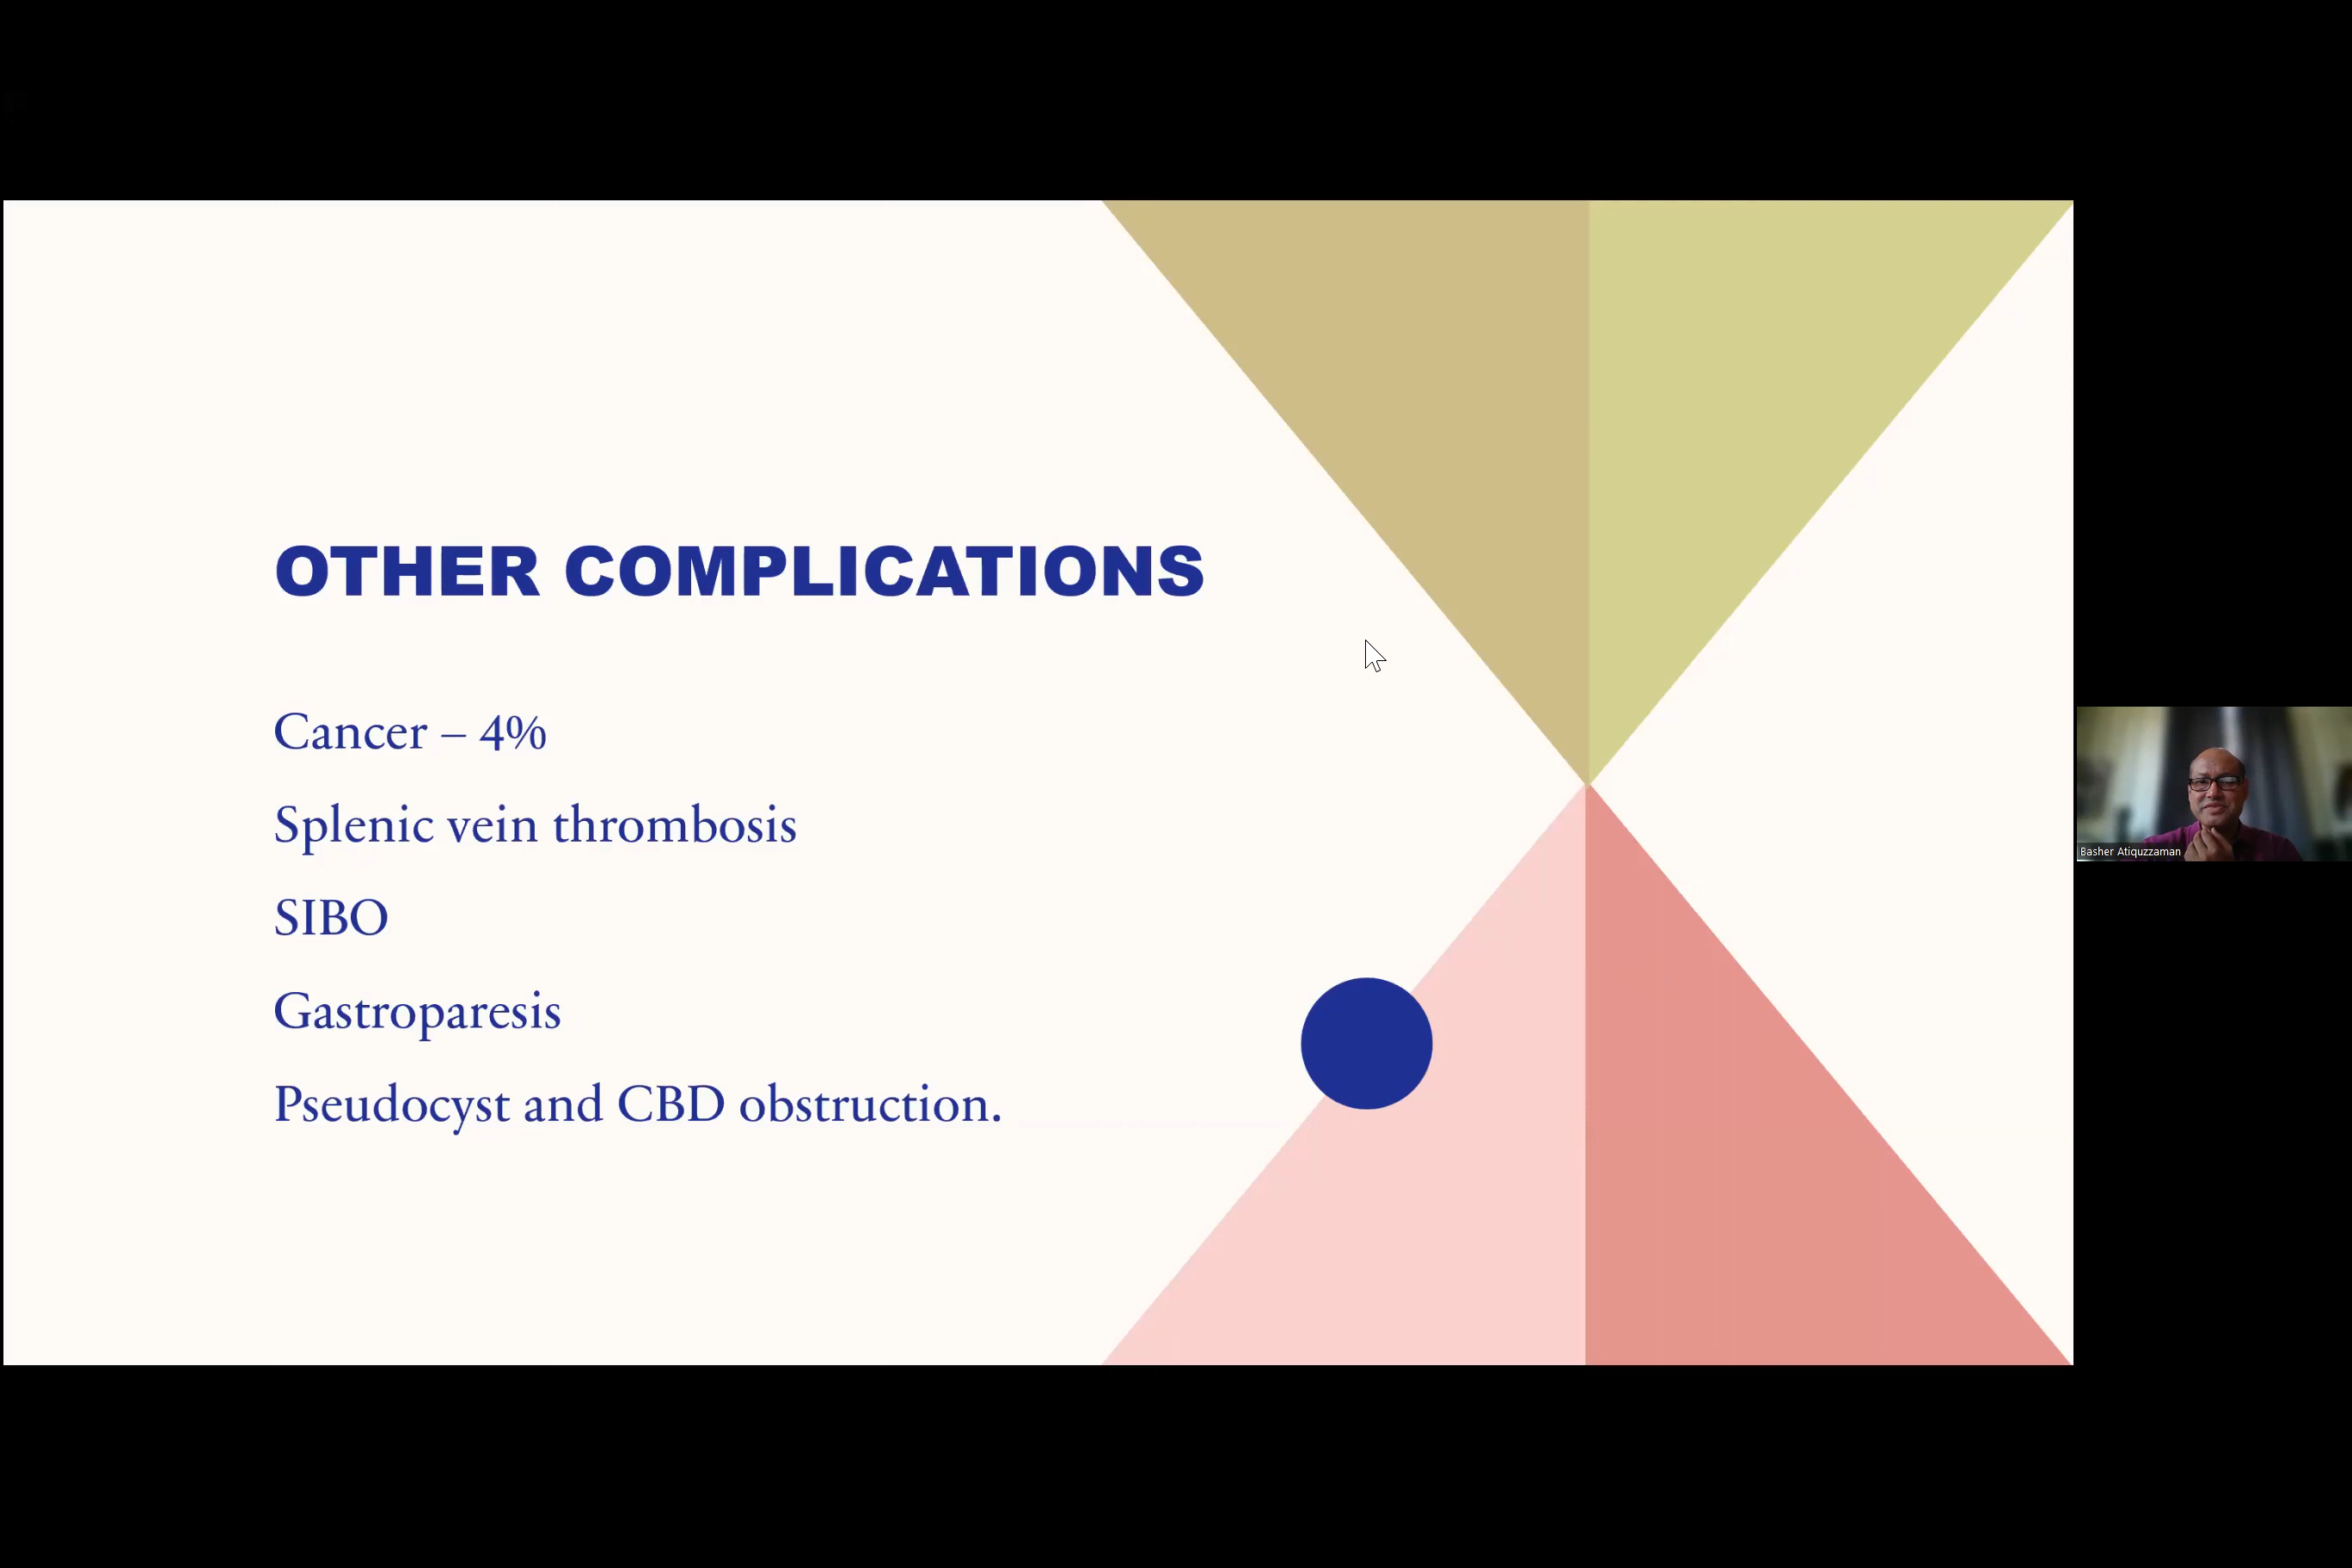 OTHER COMPLICATIONS
Cancer – 4%
Splenic vein thrombosis
SIBO
Gastroparesis
Pseudocyst and CBD obstruction.
Basher Atiquzzaman